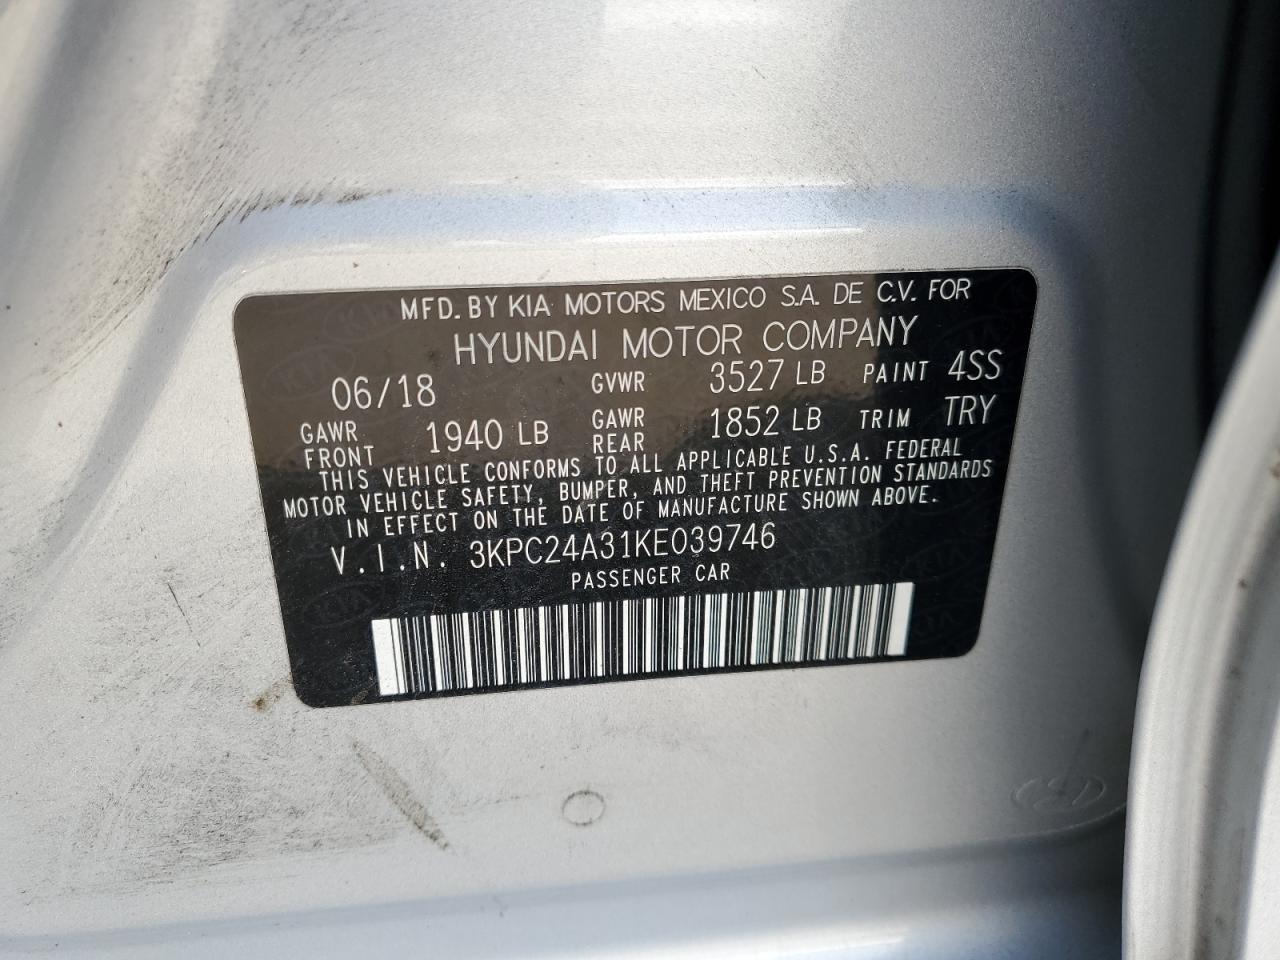 MFD. BY KIA MOTORS MEXICO S.A. DE C.V. FOR
HYUNDAI MOTOR COMPANY
06/18 GVWR 3527 LB PAINT 4SS
GAWR FRONT 1940 LB GAWR REAR 1852 LB TRIM TRY
THIS VEHICLE CONFORMS TO ALL APPLICABLE U.S.A. FEDERAL
MOTOR VEHICLE SAFETY, BUMPER, AND THEFT PREVENTION STANDARDS
IN EFFECT ON THE DATE OF MANUFACTURE SHOWN ABOVE.
V.I.N. 3KPC24A31KE039746
PASSENGER CAR